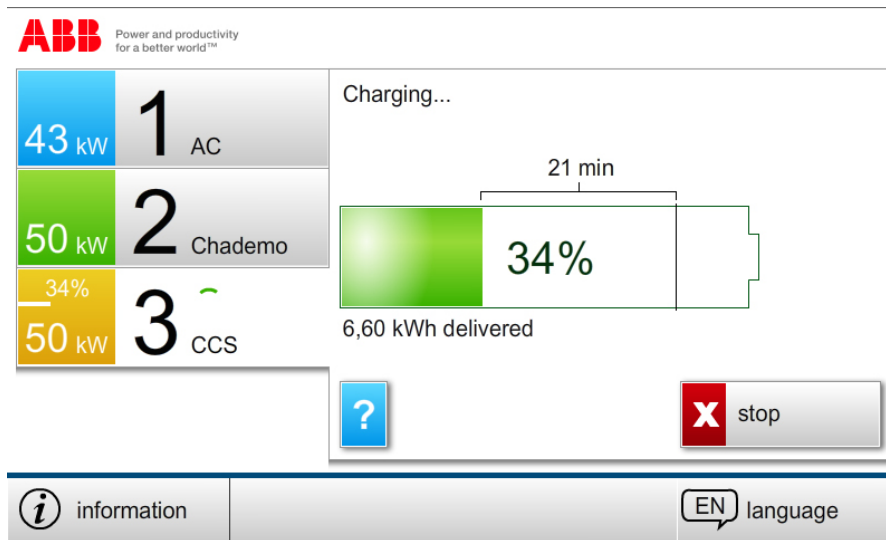 ABB
Power and productivity
for a better world™
43 kW 1 AC
50 kW 2 Chademo
34%
50 kW 3 CCS
Charging...
21 min
34%
6,60 kWh delivered
?
X stop
i information
EN language